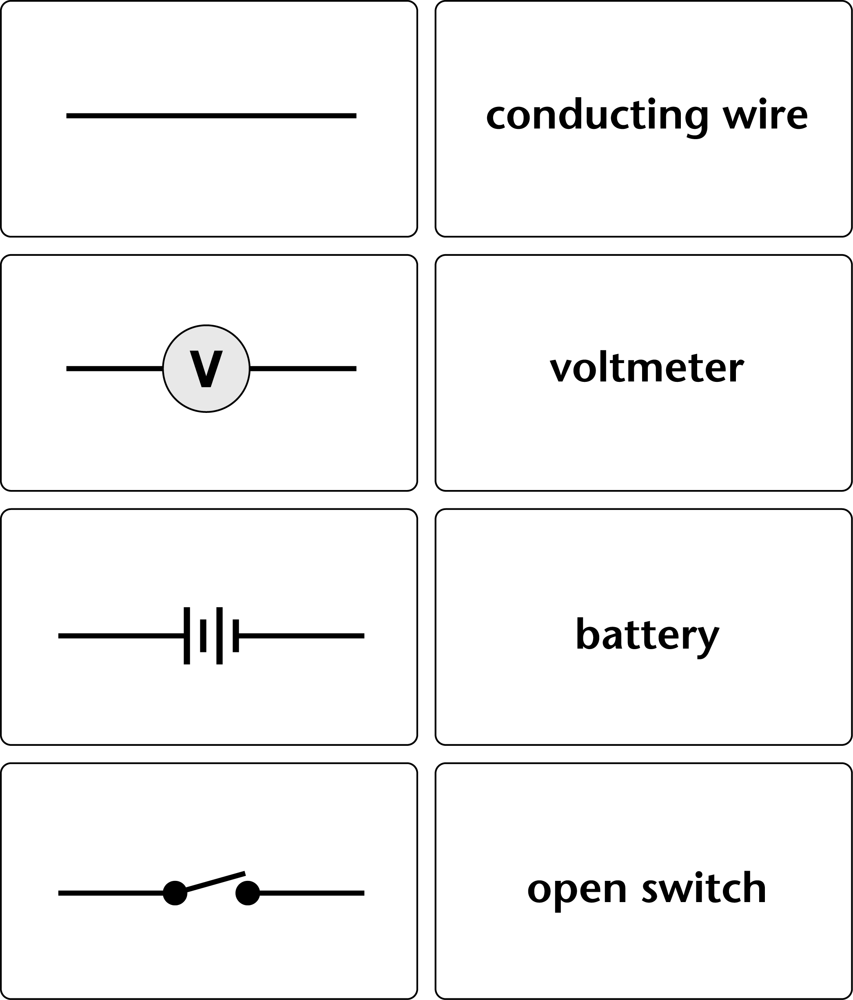 conducting wire
V
voltmeter
battery
open switch